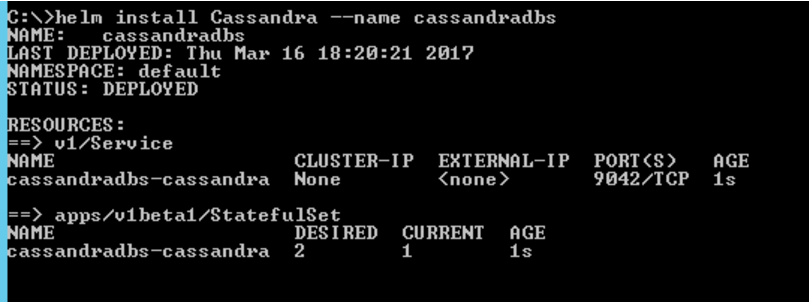 C:\>helm install Cassandra --name cassandradbs
NAME:   cassandradbs
LAST DEPLOYED: Thu Mar 16 18:20:21 2017
NAMESPACE: default
STATUS: DEPLOYED
RESOURCES:
==> v1/Service
NAME                    CLUSTER-IP  EXTERNAL-IP  PORT(S)   AGE
cassandradbs-cassandra  None        <none>       9042/TCP  1s
==> apps/v1beta1/StatefulSet
NAME                    DESIRED  CURRENT  AGE
cassandradbs-cassandra  2        1        1s